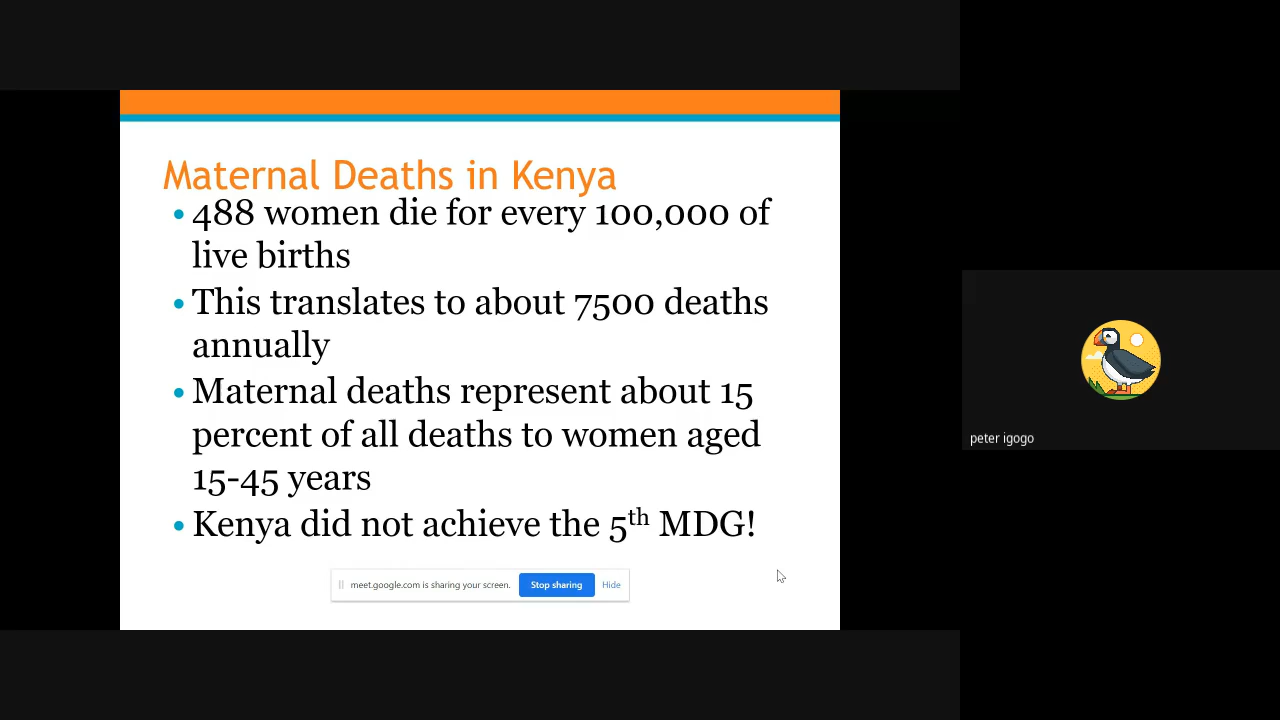 Maternal Deaths in Kenya
• 488 women die for every 100,000 of
live births
• This translates to about 7500 deaths
annually
• Maternal deaths represent about 15
percent of all deaths to women aged
15-45 years
• Kenya did not achieve the 5th MDG!
meet.google.com is sharing your screen. Stop sharing Hide
peter igogo